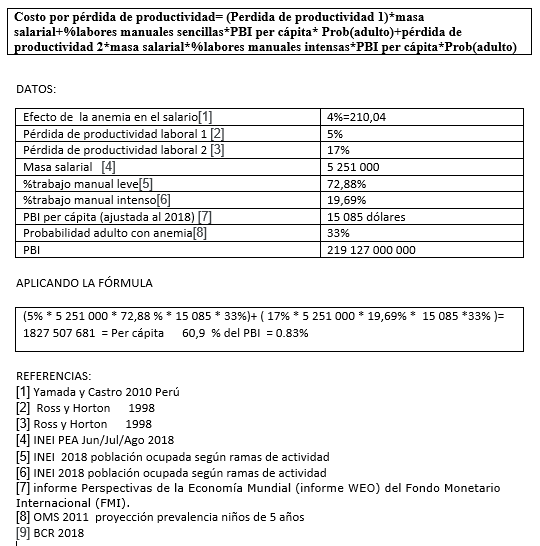 Costo por pérdida de productividad= (Perdida de productividad 1)*masa
salarial+%labores manuales sencillas*PBI per cápita* Prob(adulto)+pérdida de
productividad 2*masa salarial*%labores manuales intensas*PBI per cápita*Prob(adulto)
DATOS:
Efecto de la anemia en el salario[1] 4%=210,04
Pérdida de productividad laboral 1 [2] 5%
Pérdida de productividad laboral 2 [3] 17%
Masa salarial [4] 5 251 000
%trabajo manual leve[5] 72,88%
%trabajo manual intenso[6] 19,69%
PBI per cápita (ajustada al 2018) [7] 15 085 dólares
Probabilidad adulto con anemia[8] 33%
PBI 219 127 000 000
APLICANDO LA FÓRMULA
(5% * 5 251 000 * 72,88 % * 15 085 * 33%)+ ( 17% * 5 251 000 * 19,69% * 15 085 *33% )=
1827 507 681 = Per cápita 60,9 % del PBI = 0.83%
REFERENCIAS:
[1] Yamada y Castro 2010 Perú
[2] Ross y Horton 1998
[3] Ross y Horton 1998
[4] INEI PEA Jun/Jul/Ago 2018
[5] INEI 2018 población ocupada según ramas de actividad
[6] INEI 2018 población ocupada según ramas de actividad
[7] informe Perspectivas de la Economía Mundial (informe WEO) del Fondo Monetario
Internacional (FMI).
[8] OMS 2011 proyección prevalencia niños de 5 años
[9] BCR 2018